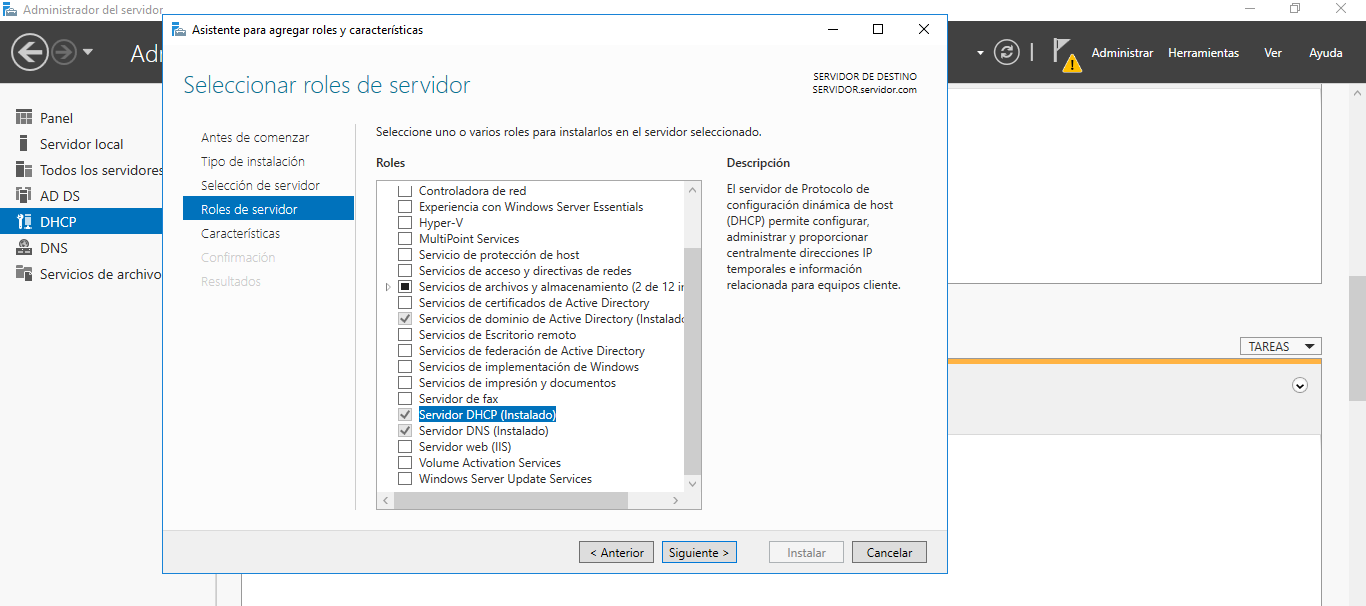 Administrador del servidor
Asistente para agregar roles y características
Administrar Herramientas Ver Ayuda
Panel
Servidor local
Todos los servidores
AD DS
DHCP
DNS
Servicios de archivo
Seleccionar roles de servidor
SERVIDOR DE DESTINO
SERVIDOR.servidor.com
Antes de comenzar
Tipo de instalación
Selección de servidor
Roles de servidor
Características
Confirmación
Resultados
Seleccione uno o varios roles para instalarlos en el servidor seleccionado.
Roles
Controladora de red
Experiencia con Windows Server Essentials
Hyper-V
MultiPoint Services
Servicio de protección de host
Servicios de acceso y directivas de redes
Servicios de archivos y almacenamiento (2 de 12 in
Servicios de certificados de Active Directory
Servicios de dominio de Active Directory (Instalado
Servicios de Escritorio remoto
Servicios de federación de Active Directory
Servicios de implementación de Windows
Servicios de impresión y documentos
Servidor de fax
Servidor DHCP (Instalado)
Servidor DNS (Instalado)
Servidor web (IIS)
Volume Activation Services
Windows Server Update Services
Descripción
El servidor de Protocolo de
configuración dinámica de host
(DHCP) permite configurar,
administrar y proporcionar
centralmente direcciones IP
temporales e información
relacionada para equipos cliente.
TAREAS
< Anterior
Siguiente >
Instalar
Cancelar